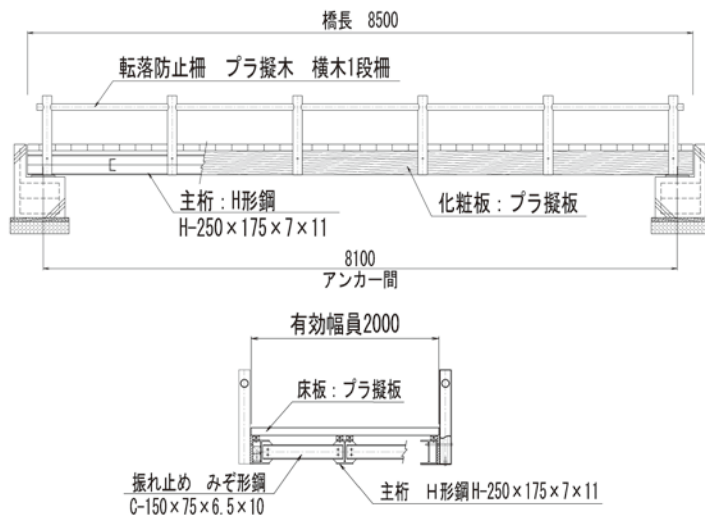 橋長 8500
転落防止柵 プラ擬木 横木1段柵
主桁：H形鋼
H-250×175×7×11
化粧板：プラ擬板
8100
アンカー間
有効幅員2000
床板：プラ擬板
振れ止め みぞ形鋼
C-150×75×6.5×10
主桁 H形鋼H-250×175×7×11